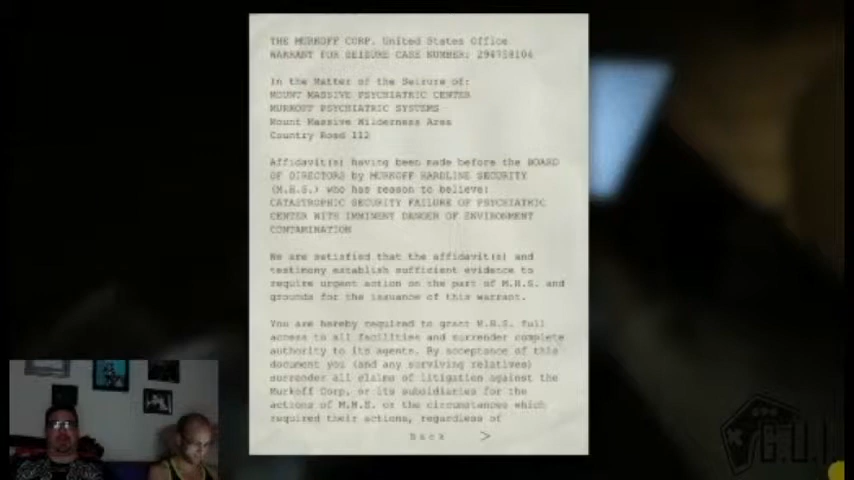 THE MURKOFF CORP. United States Office
WARRANT FOR SEIZURE CASE NUMBER: 294758104
In the Matter of the Seizure of:
MOUNT MASSIVE PSYCHIATRIC CENTER
MURKOFF PSYCHIATRIC SYSTEMS
Mount Massive Wilderness Area
Country Road 112
Affidavit(s) having been made before the BOARD
OF DIRECTORS by MURKOFF HARDLINE SECURITY
(M.H.S.) who has reason to believe:
CATASTROPHIC SECURITY FAILURE OF PSYCHIATRIC
CENTER WITH IMMINENT DANGER OF ENVIRONMENT
CONTAMINATION
We are satisfied that the affidavit(s) and
testimony establish sufficient evidence to
require urgent action on the part of M.H.S. and
grounds for the issuance of this warrant.
You are hereby required to grant M.H.S. full
access to all facilities and surrender complete
authority to its agents. By acceptance of this
document you (and any surviving relatives)
surrender all claims of litigation against the
Murkoff Corp. or its subsidiaries for the
actions of M.H.S. or the circumstances which
required their actions, regardless of
Back >
G.U.I.